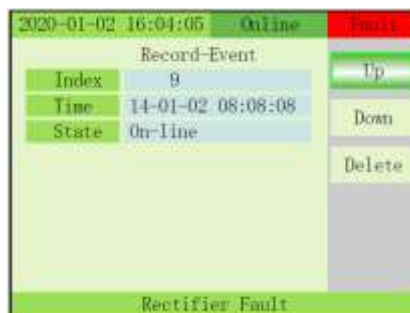 2020-01-02 16:04:05 Online Fault
Record-Event
Up
Index 9
Time 14-01-02 08:08:08
State On-line
Down
Delete
Rectifier Fault